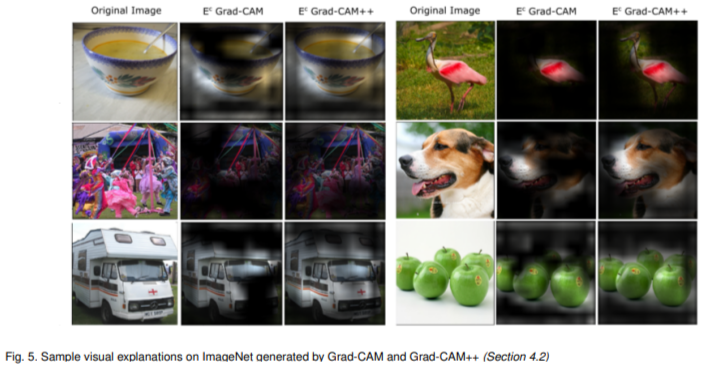 Original Image E^c Grad-CAM E^c Grad-CAM++ Original Image E^c Grad-CAM E^c Grad-CAM++
Fig. 5. Sample visual explanations on ImageNet generated by Grad-CAM and Grad-CAM++ (Section 4.2)